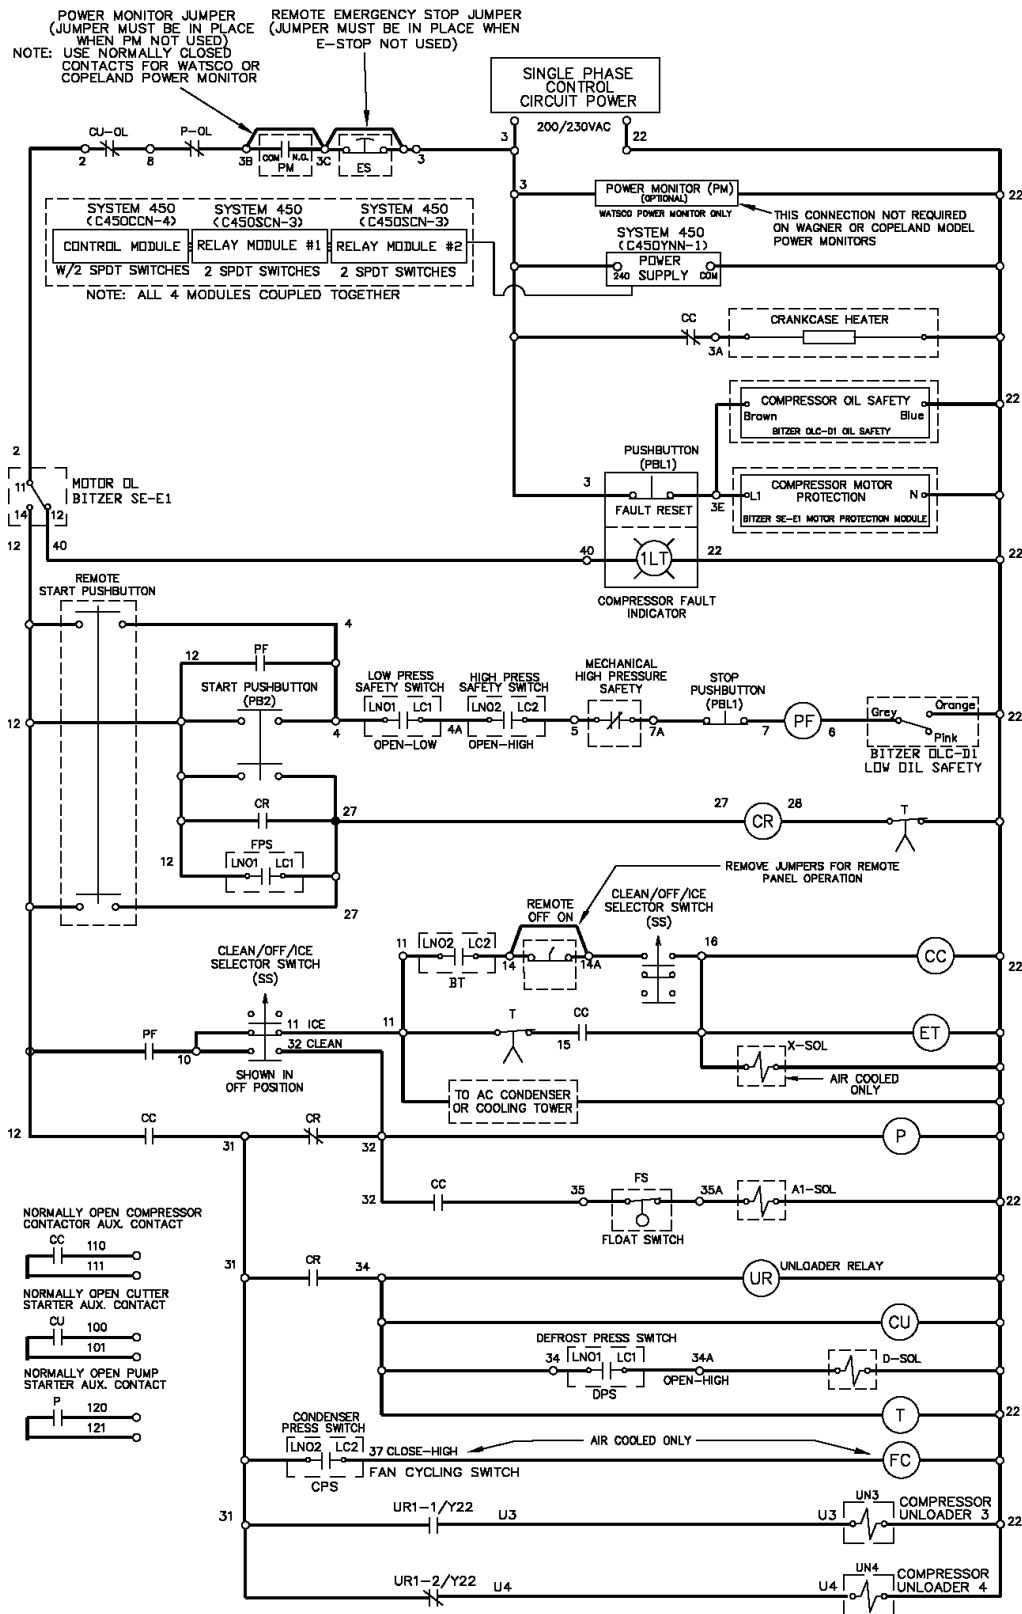 POWER MONITOR JUMPER
(JUMPER MUST BE IN PLACE
WHEN PM NOT USED)
NOTE: USE NORMALLY CLOSED
CONTACTS FOR WATSCO OR
COPELAND POWER MONITOR
REMOTE EMERGENCY STOP JUMPER
(JUMPER MUST BE IN PLACE WHEN
E-STOP NOT USED)
SINGLE PHASE
CONTROL
CIRCUIT POWER
3 200/230VAC 22
CU-OL P-OL
2 8 3B COM N.O. 3C 3
PM ES
3 POWER MONITOR (PM) 22
(OPTIONAL)
WATSCO POWER MONITOR ONLY
THIS CONNECTION NOT REQUIRED
ON WAGNER OR COPELAND MODEL
POWER MONITORS
SYSTEM 450 SYSTEM 450 SYSTEM 450
(C450CCN-4) (C450SCN-3) (C450SCN-3)
CONTROL MODULE RELAY MODULE #1 RELAY MODULE #2
W/2 SPDT SWITCHES 2 SPDT SWITCHES 2 SPDT SWITCHES
NOTE: ALL 4 MODULES COUPLED TOGETHER
SYSTEM 450
(C450YNN-1)
POWER
240 SUPPLY COM
CC CRANKCASE HEATER
3A
COMPRESSOR OIL SAFETY 22
Brown Blue
BITZER OLC-D1 OIL SAFETY
2
11 MOTOR OL
BITZER SE-E1
14 12
PUSHBUTTON
(PBL1)
3
FAULT RESET
3E L1 COMPRESSOR MOTOR
PROTECTION N
BITZER SE-E1 MOTOR PROTECTION MODULE
12 40 40 1LT 22 22
COMPRESSOR FAULT
INDICATOR
REMOTE
START PUSHBUTTON
4
12 PF
START PUSHBUTTON
(PB2)
LOW PRESS
SAFETY SWITCH
LNO1 LC1
OPEN-LOW
HIGH PRESS
SAFETY SWITCH
LNO2 LC2
OPEN-HIGH
MECHANICAL
HIGH PRESSURE
SAFETY
STOP
PUSHBUTTON
(PBL1)
12 4 4A 5 7A 7 PF 6 22
Grey Orange
Pink
BITZER OLC-D1
LOW OIL SAFETY
CR 27 27 CR 28 T
12 FPS
LNO1 LC1
27
REMOVE JUMPERS FOR REMOTE
PANEL OPERATION
REMOTE
OFF ON
CLEAN/OFF/ICE
SELECTOR SWITCH
(SS)
11 LNO2 LC2 14 14A 16 CC 22
BT
CLEAN/OFF/ICE
SELECTOR SWITCH
(SS)
11 ICE 11 T 15 CC ET
PF 10 32 CLEAN
SHOWN IN
OFF POSITION
X-SOL
AIR COOLED
ONLY
TO AC CONDENSER
OR COOLING TOWER
12 CC 31 CR 32 P
32 CC 35 FS 35A A1-SOL 22
FLOAT SWITCH
NORMALLY OPEN COMPRESSOR
CONTACTOR AUX. CONTACT
CC 110
111
NORMALLY OPEN CUTTER
STARTER AUX. CONTACT
CU 100
101
NORMALLY OPEN PUMP
STARTER AUX. CONTACT
P 120
121
31 CR 34 UR UNLOADER RELAY
CU
DEFROST PRESS SWITCH
34 LNO1 LC1 34A D-SOL
DPS OPEN-HIGH
T 22
CONDENSER
PRESS SWITCH
LNO2 LC2 37 CLOSE-HIGH AIR COOLED ONLY FC
FAN CYCLING SWITCH
CPS
31 UR1-1/Y22 U3 U3 UN3 COMPRESSOR
UNLOADER 3 22
UR1-2/Y22 U4 U4 UN4 COMPRESSOR
UNLOADER 4